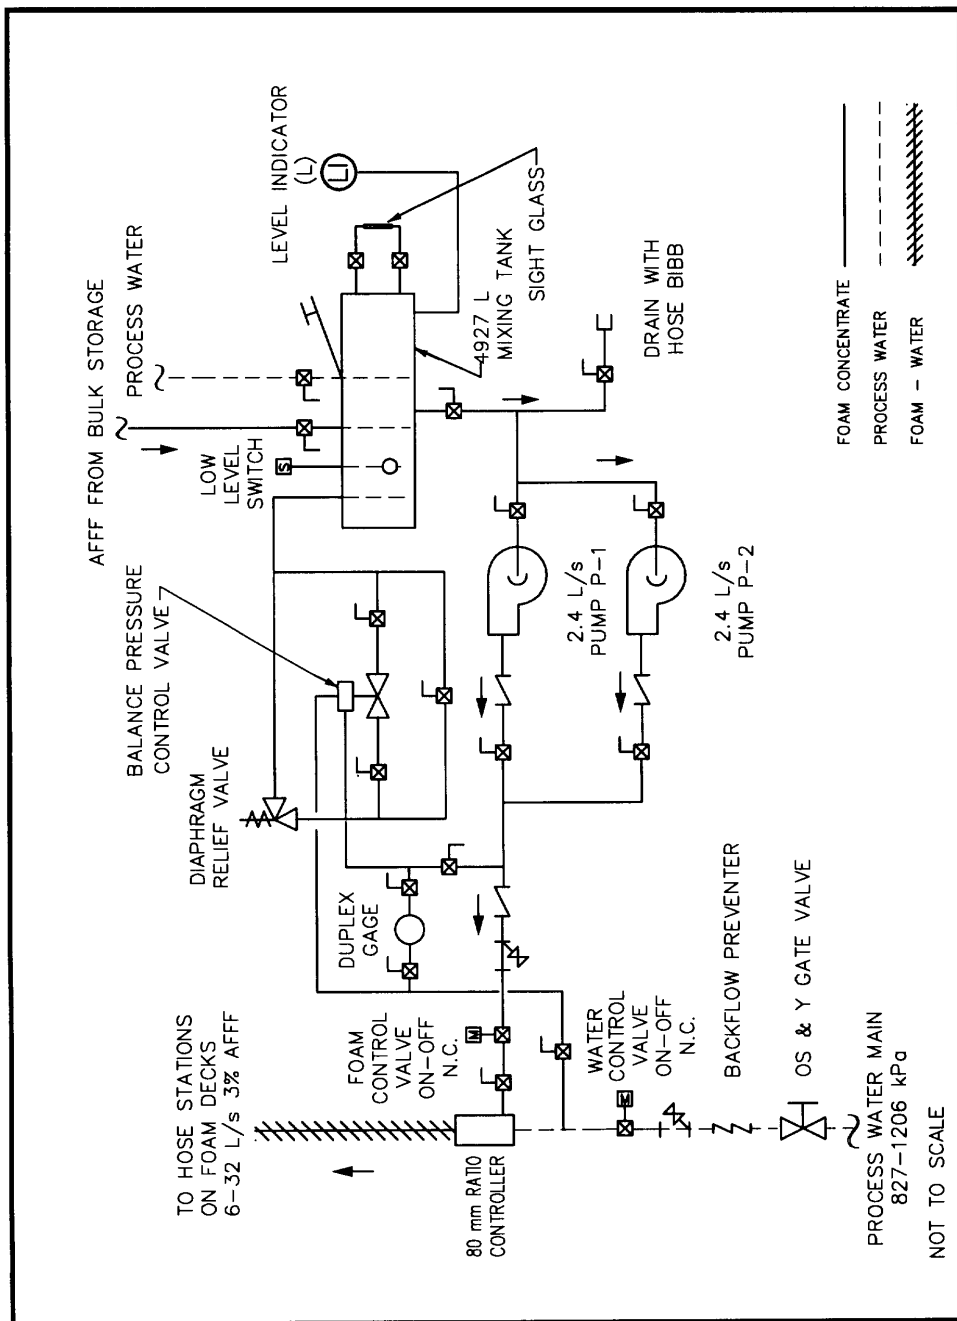 AFFF FROM BULK STORAGE
PROCESS WATER
LEVEL INDICATOR
(L)
LI
LOW
LEVEL
SWITCH
S
4927 L
MIXING TANK
SIGHT GLASS
BALANCE PRESSURE
CONTROL VALVE
DIAPHRAGM
RELIEF VALVE
DUPLEX
GAGE
2.4 L/s
PUMP P-1
2.4 L/s
PUMP P-2
DRAIN WITH
HOSE BIBB
TO HOSE STATIONS
ON FOAM DECKS
6-32 L/s 3% AFFF
FOAM
CONTROL
VALVE
ON-OFF
N.C.
M
80 mm RATIO
CONTROLLER
WATER
CONTROL
VALVE
ON-OFF
N.C.
M
BACKFLOW PREVENTER
OS & Y GATE VALVE
PROCESS WATER MAIN
827-1206 kPa
NOT TO SCALE
FOAM CONCENTRATE
PROCESS WATER
FOAM - WATER